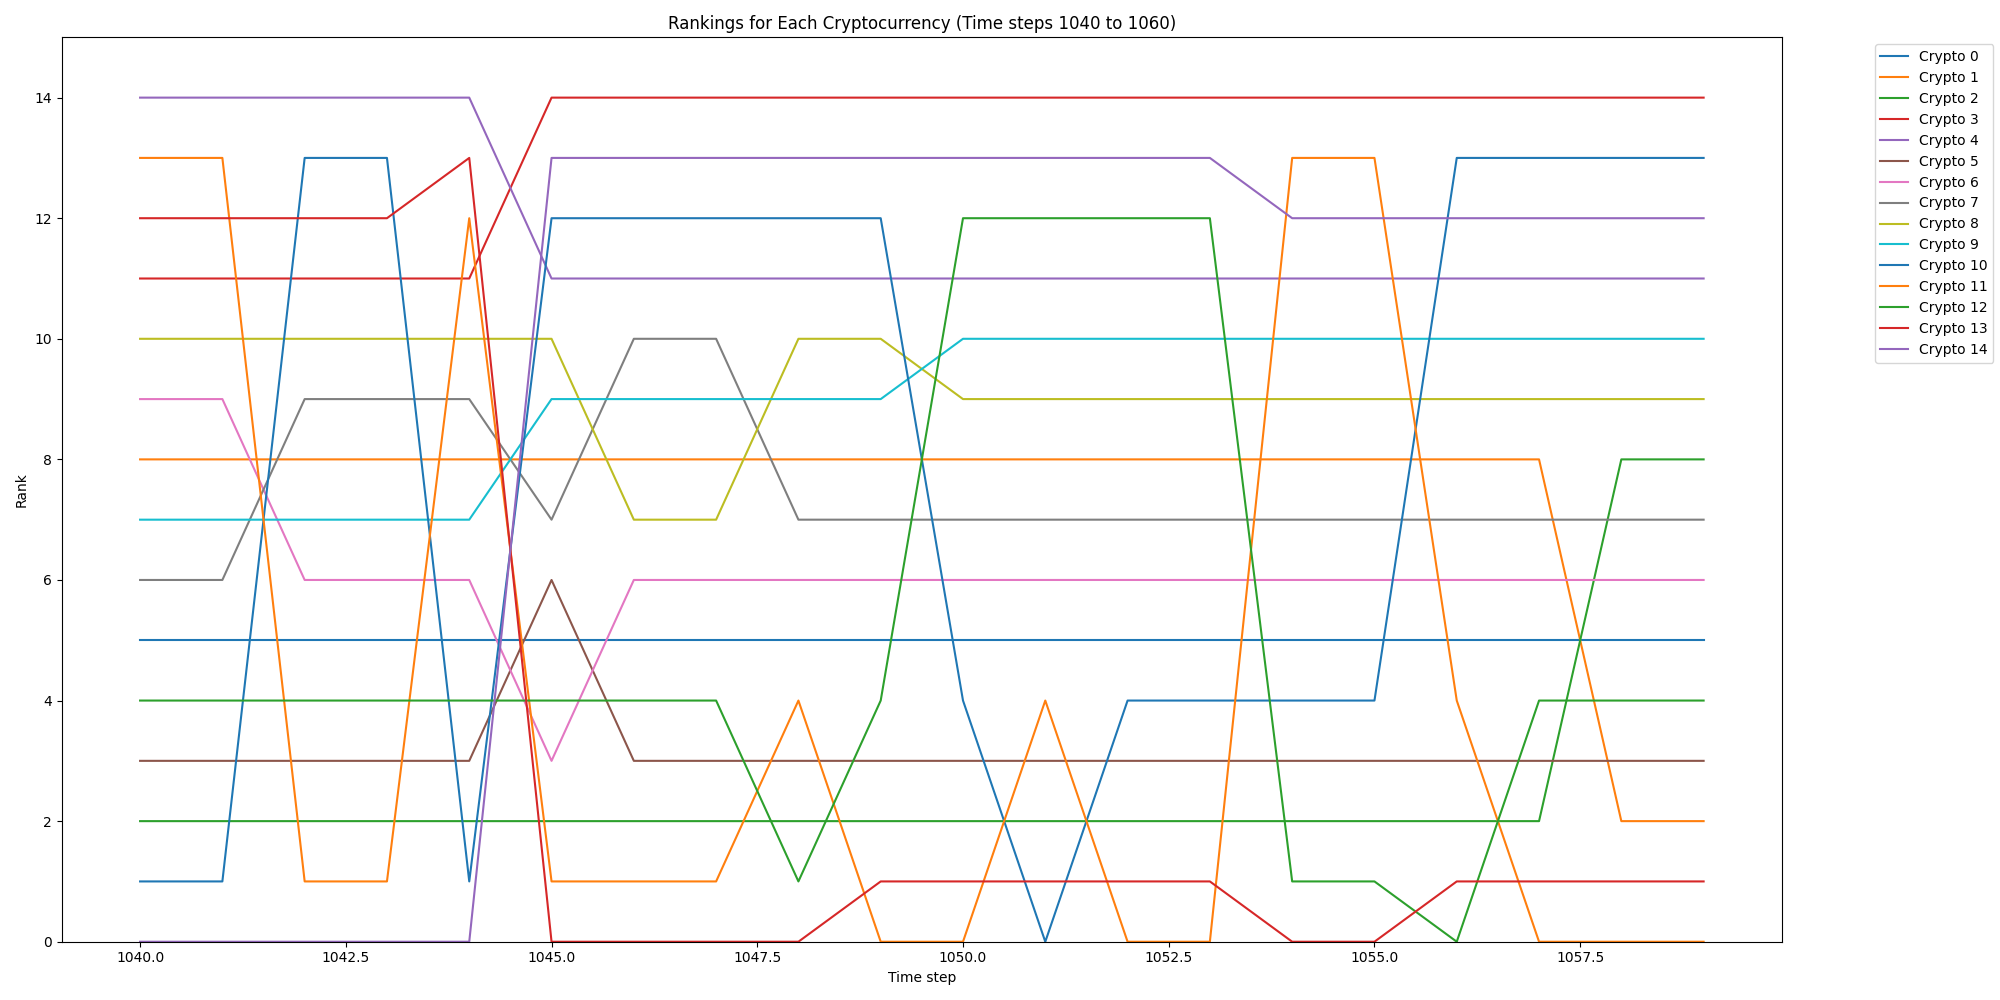 Rankings for Each Cryptocurrency (Time steps 1040 to 1060)
Rank
14
12
10
8
6
4
2
0
1040.0 1042.5 1045.0 1047.5 1050.0 1052.5 1055.0 1057.5
Time step
Crypto 0
Crypto 1
Crypto 2
Crypto 3
Crypto 4
Crypto 5
Crypto 6
Crypto 7
Crypto 8
Crypto 9
Crypto 10
Crypto 11
Crypto 12
Crypto 13
Crypto 14